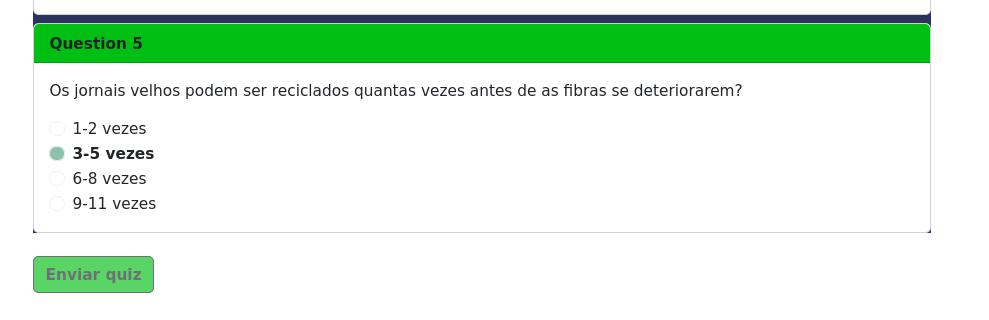 Question 5
Os jornais velhos podem ser reciclados quantas vezes antes de as fibras se deteriorarem?
1-2 vezes
3-5 vezes
6-8 vezes
9-11 vezes
Enviar quiz